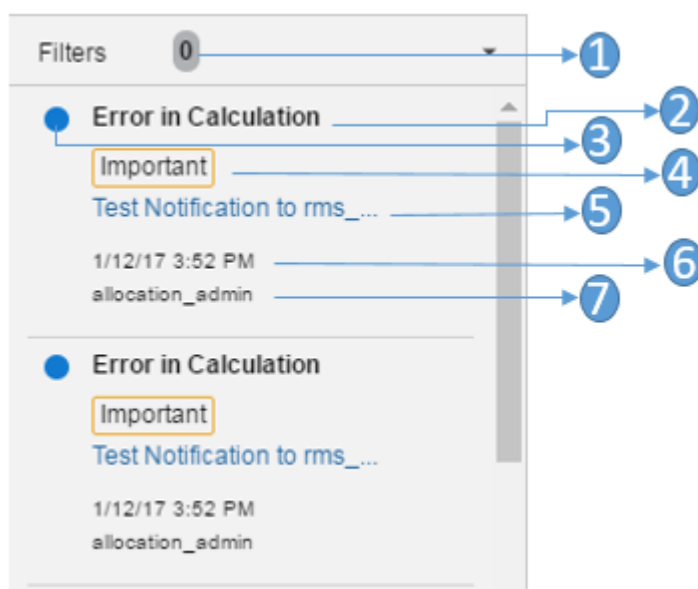 Filters 0 1
Error in Calculation 2
3
Important 4
Test Notification to rms_... 5
1/12/17 3:52 PM 6
allocation_admin 7
Error in Calculation
Important
Test Notification to rms_...
1/12/17 3:52 PM
allocation_admin